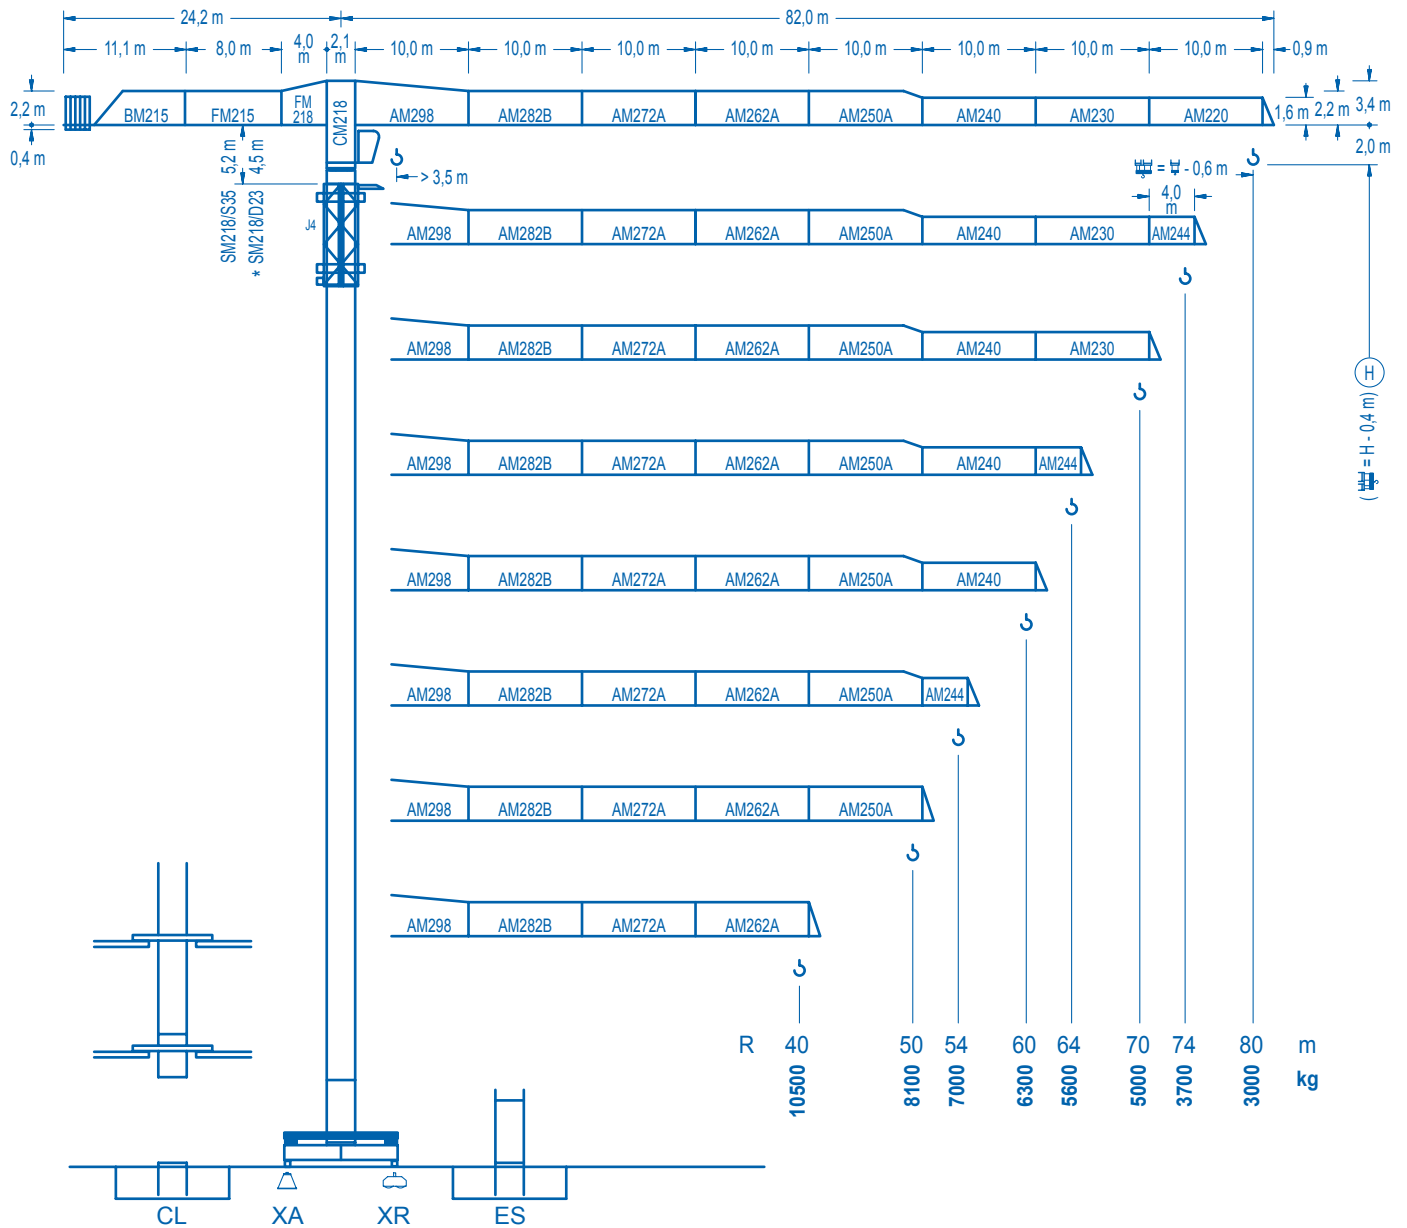 24,2 m 82,0 m
11,1 m 8,0 m 4,0 m 2,1 m 10,0 m 10,0 m 10,0 m 10,0 m 10,0 m 10,0 m 10,0 m 10,0 m 0,9 m
2,2 m BM215 FM215 FM 218 CM218 AM298 AM282B AM272A AM262A AM250A AM240 AM230 AM220 1,6 m 2,2 m 3,4 m
0,4 m 2,0 m
SM218/S35 5,2 m
* SM218/D23 4,5 m
> 3,5 m
= - 0,6 m
4,0 m
J4
AM298 AM282B AM272A AM262A AM250A AM240 AM230 AM244
AM298 AM282B AM272A AM262A AM250A AM240 AM230
H
( = H - 0,4 m)
AM298 AM282B AM272A AM262A AM250A AM240 AM244
AM298 AM282B AM272A AM262A AM250A AM240
AM298 AM282B AM272A AM262A AM250A AM244
AM298 AM282B AM272A AM262A AM250A
AM298 AM282B AM272A AM262A
R 40 50 54 60 64 70 74 80 m
10500 8100 7000 6300 5600 5000 3700 3000 kg
CL XA XR ES